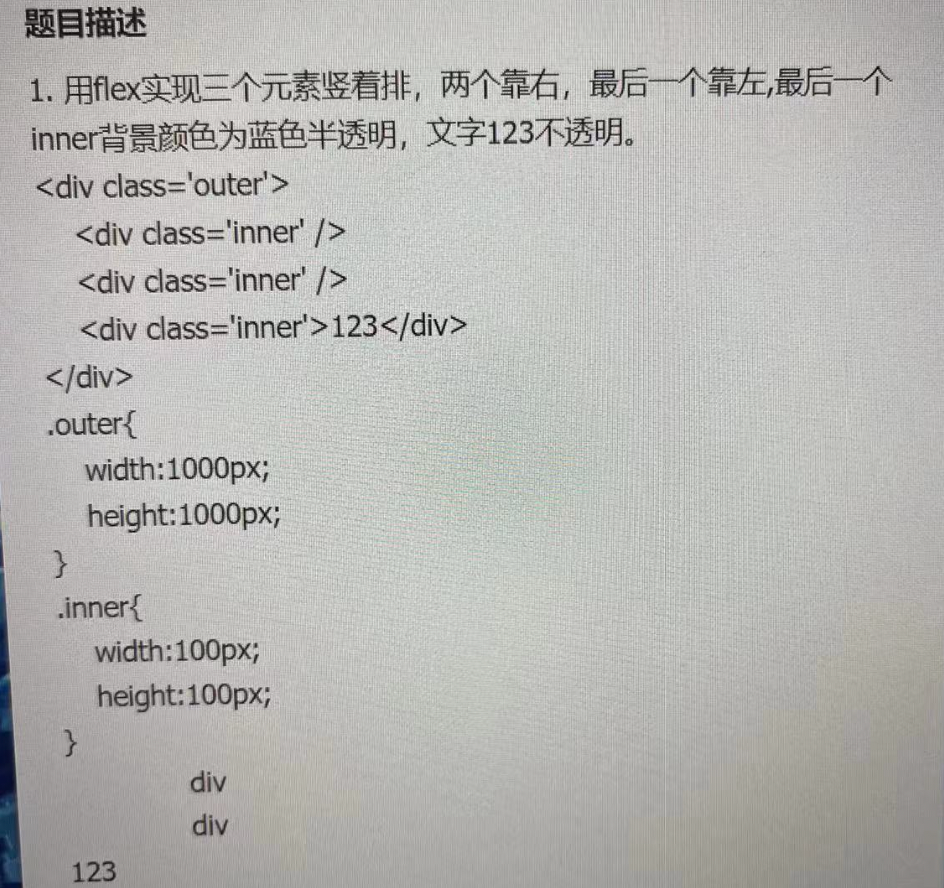 题目描述
1. 用flex实现三个元素竖着排，两个靠右，最后一个靠左,最后一个
inner背景颜色为蓝色半透明，文字123不透明。
<div class='outer'>
<div class='inner' />
<div class='inner' />
<div class='inner'>123</div>
</div>
.outer{
width:1000px;
height:1000px;
}
.inner{
width:100px;
height:100px;
}
div
div
123